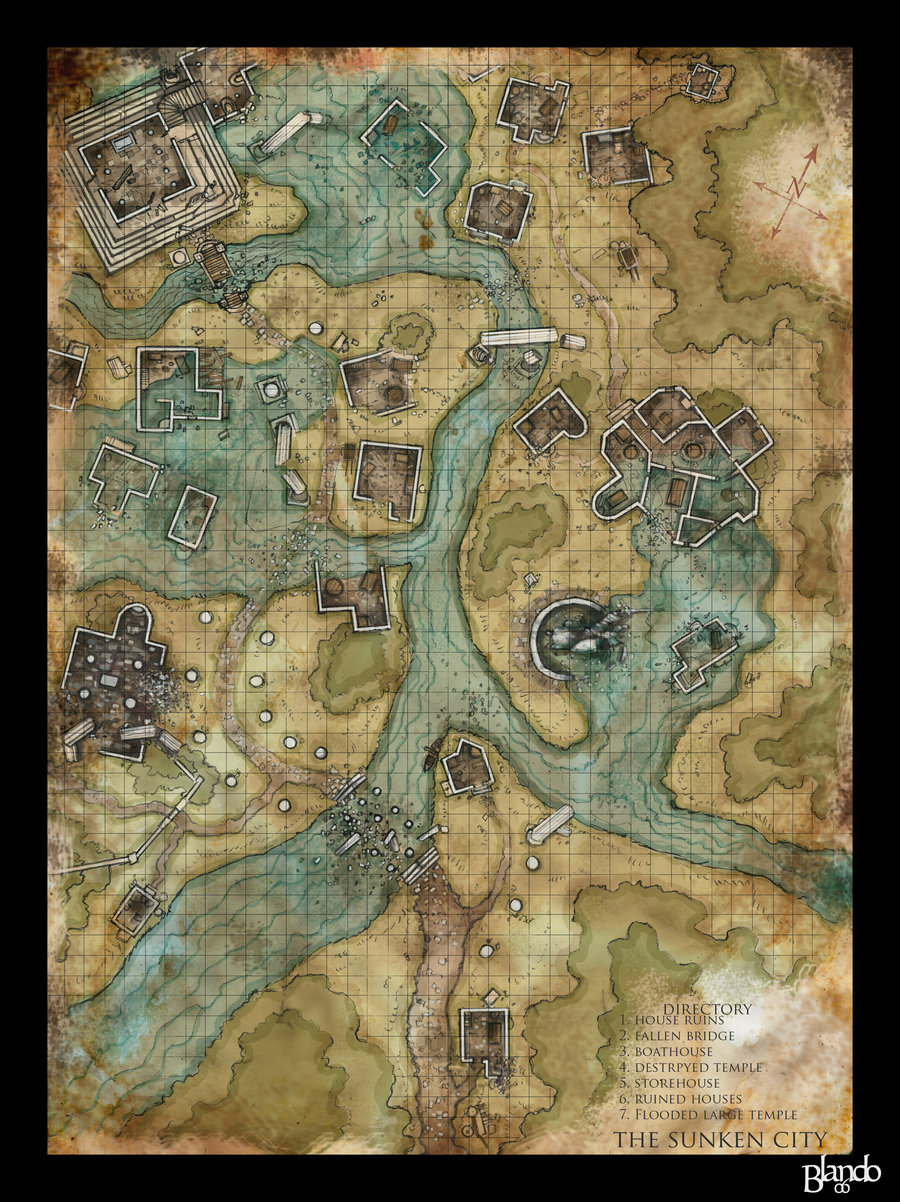 N
DIRECTORY
1. HOUSE RUINS
2. FALLEN BRIDGE
3. BOATHOUSE
4. DESTRPYED TEMPLE
5. STOREHOUSE
6. RUINED HOUSES
7. FLOODED LARGE TEMPLE
THE SUNKEN CITY
Blando
06